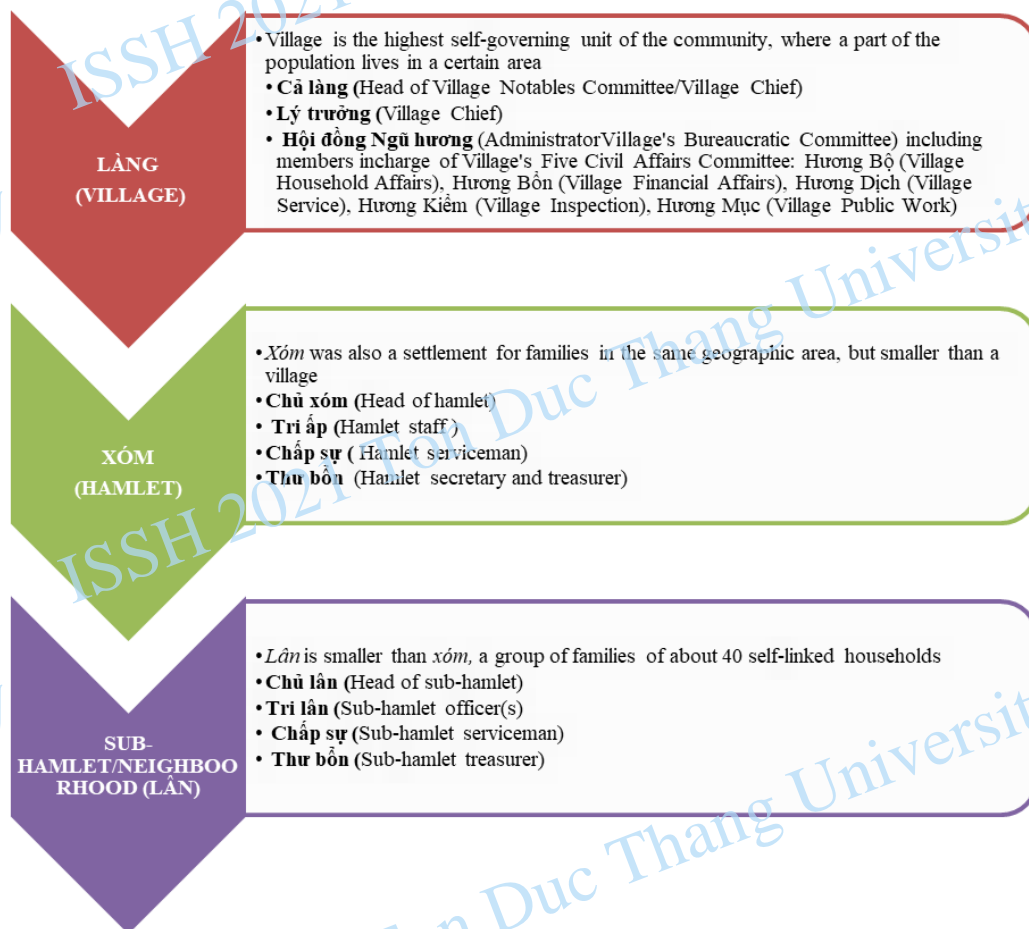 • Village is the highest self-governing unit of the community, where a part of the
population lives in a certain area
• Cả làng (Head of Village Notables Committee/Village Chief)
• Lý trưởng (Village Chief)
• Hội đồng Ngũ hương (AdministratorVillage's Bureaucratic Committee) including
members incharge of Village's Five Civil Affairs Committee: Hương Bộ (Village
Household Affairs), Hương Bổn (Village Financial Affairs), Hương Dịch (Village
Service), Hương Kiểm (Village Inspection), Hương Mục (Village Public Work)
LÀNG
(VILLAGE)
• Xóm was also a settlement for families in the same geographic area, but smaller than a
village
• Chủ xóm (Head of hamlet)
• Tri ấp (Hamlet staff )
• Chấp sự ( Hamlet serviceman)
• Thư bổn (Hamlet secretary and treasurer)
XÓM
(HAMLET)
• Lân is smaller than xóm, a group of families of about 40 self-linked households
• Chủ lân (Head of sub-hamlet)
• Tri lân (Sub-hamlet officer(s)
• Chấp sự (Sub-hamlet serviceman)
• Thư bổn (Sub-hamlet treasurer)
SUB-
HAMLET/NEIGHBOO
RHOOD (LÂN)
ISSH 2021 Ton Duc Thang Universit
ISSH 20
Duc Thang Universit